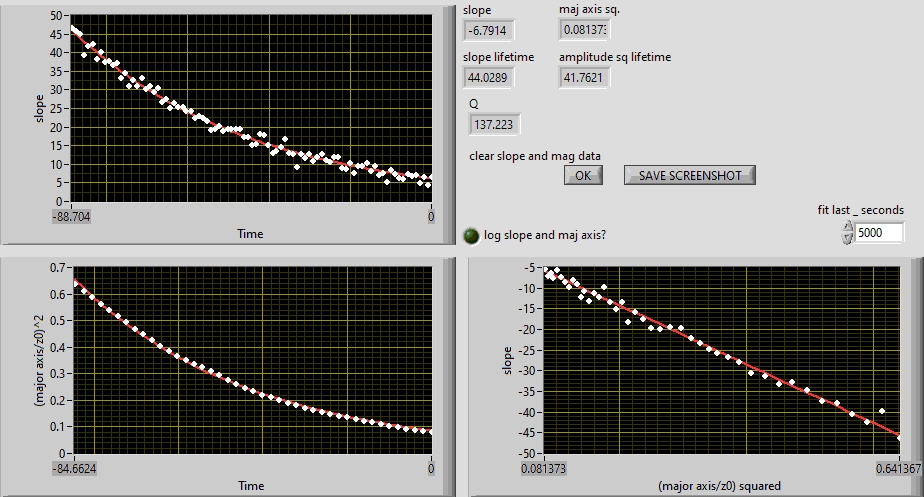 slope
-6.7914
maj axis sq.
0.081373
slope lifetime
44.0289
amplitude sq lifetime
41.7621
Q
137.223
clear slope and mag data
OK
SAVE SCREENSHOT
log slope and maj axis?
fit last _ seconds
5000
slope
50
45
40
35
30
25
20
15
10
5
0
-88.704
0
Time
(major axis/z0)^2
0.7
0.6
0.5
0.4
0.3
0.2
0.1
0
-84.6624
0
Time
slope
-5
-10
-15
-20
-25
-30
-35
-40
-45
-50
0.081373
0.641367
(major axis/z0) squared